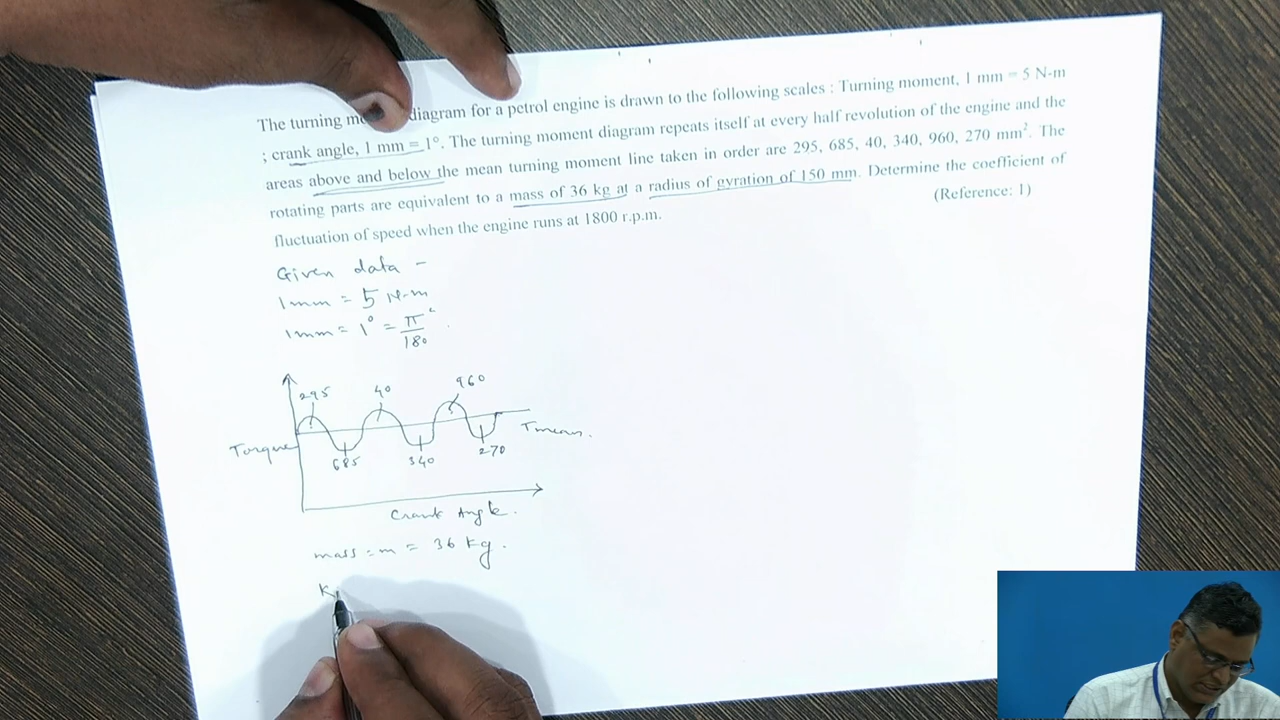 The turning diagram for a petrol engine is drawn to the following scales : Turning moment, 1 mm = 5 N-m
; crank angle, 1 mm = 1°. The turning moment diagram repeats itself at every half revolution of the engine and the
areas above and below the mean turning moment line taken in order are 295, 685, 40, 340, 960, 270 mm². The
rotating parts are equivalent to a mass of 36 kg at a radius of gyration of 150 mm. Determine the coefficient of
fluctuation of speed when the engine runs at 1800 r.p.m.
(Reference: 1)
Given data -
1mm = 5 N-m
1mm = 1° = π/180 ᶜ
295 40 960
Torque
Tmean.
685 340 270
Crank Angle.
mass = m = 36 kg.
K